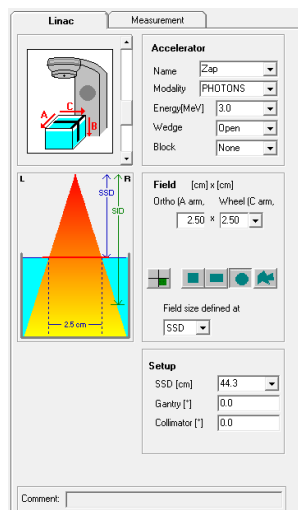 Linac
Measurement
A
C
B
Accelerator
Name Zap
Modality PHOTONS
Energy[MeV] 3.0
Wedge Open
Block None
L
R
SSD
SID
2.5 cm
Field [cm] x [cm]
Ortho (A arm, Wheel (C arm,
2.50 x 2.50
Field size defined at
SSD
Setup
SSD [cm] 44.3
Gantry [°] 0.0
Collimator [°] 0.0
Comment: